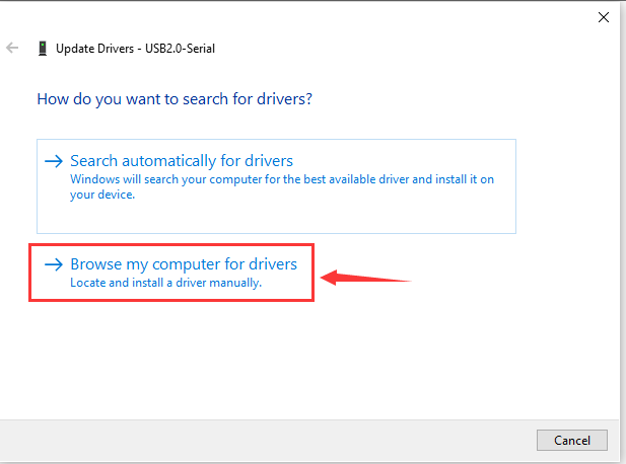 Update Drivers - USB2.0-Serial
How do you want to search for drivers?
Search automatically for drivers
Windows will search your computer for the best available driver and install it on
your device.
Browse my computer for drivers
Locate and install a driver manually.
Cancel